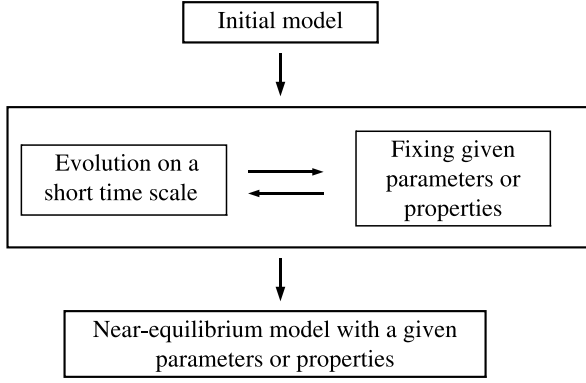 Initial model
Evolution on a
short time scale
Fixing given
parameters or
properties
Near-equilibrium model with a given
parameters or properties